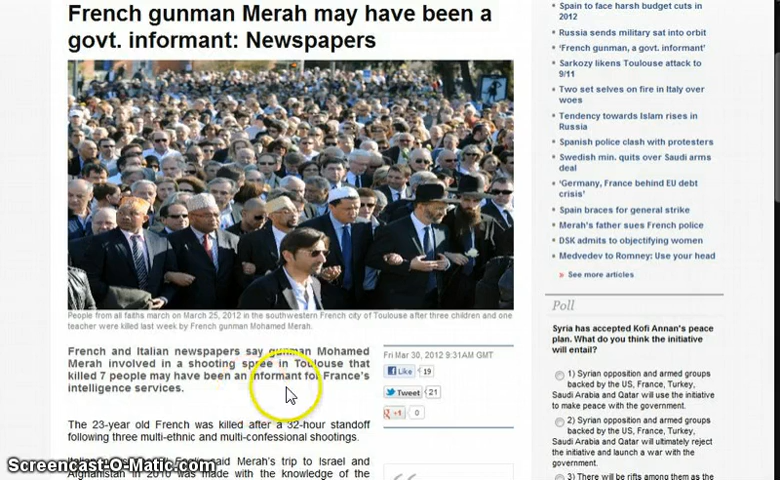 French gunman Merah may have been a
govt. informant: Newspapers
People from all faiths march on March 25, 2012 in the southwestern French city of Toulouse after three children and one
teacher were killed last week by French gunman Mohamed Merah.
French and Italian newspapers say gunman Mohamed
Merah involved in a shooting spree in Toulouse that
killed 7 people may have been an informant for France's
intelligence services.
The 23-year old French was killed after a 32-hour standoff
following three multi-ethnic and multi-confessional shootings.
said Merah's trip to Israel and
Afghanistan in 2010 was made with the knowledge of the
Fri Mar 30, 2012 9:31AM GMT
Like 19
Tweet 21
+1 0
Spain to face harsh budget cuts in
2012
Russia sends military sat into orbit
'French gunman, a govt. informant'
Sarkozy likens Toulouse attack to
9/11
Two set selves on fire in Italy over
woes
Tendency towards Islam rises in
Russia
Spanish police clash with protesters
Swedish min. quits over Saudi arms
deal
'Germany, France behind EU debt
crisis'
Spain braces for general strike
Merah's father sues French police
DSK admits to objectifying women
Medvedev to Romney: Use your head
» See more articles
Poll
Syria has accepted Kofi Annan's peace
plan. What do you think the initiative
will entail?
1) Syrian opposition and armed groups
backed by the US, France, Turkey,
Saudi Arabia and Qatar will use the initiative
to make peace with the government.
2) Syrian opposition and armed groups
backed by the US, France, Turkey,
Saudi Arabia and Qatar will ultimately reject
the initiative and launch a war with the
government.
3) There will be rifts among them as the
Screencast-O-Matic.com